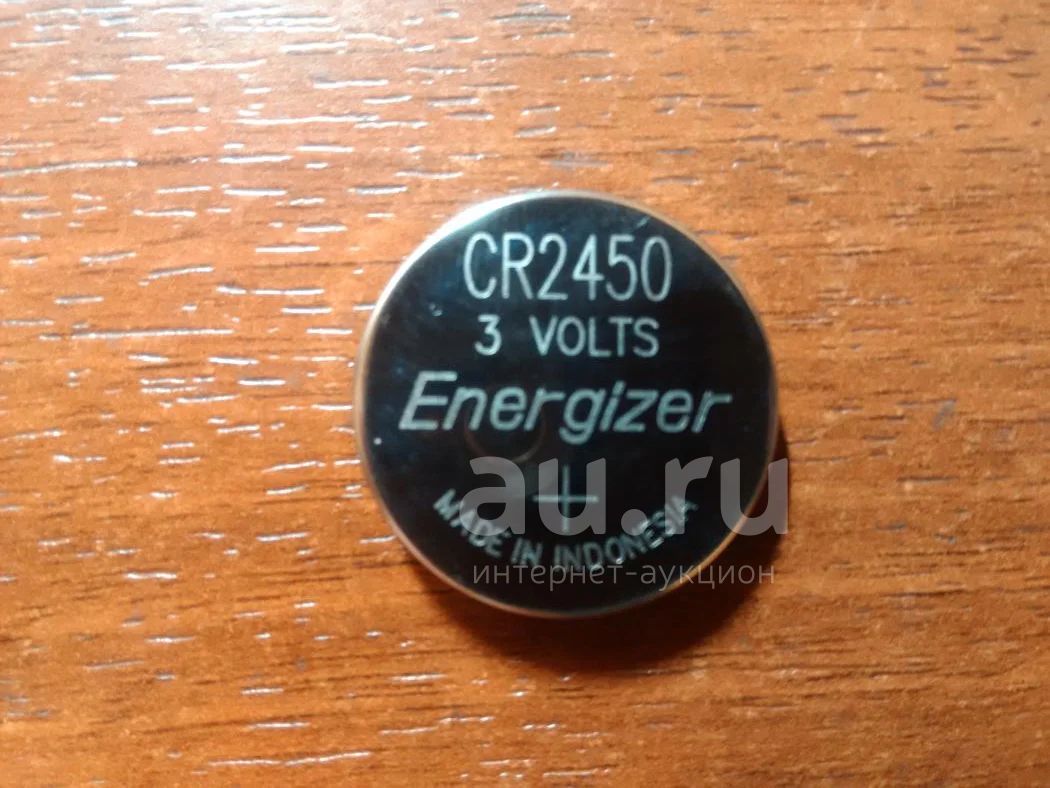 CR2450
3 VOLTS
Energizer
+
MADE IN INDONESIA
au.ru
интернет-аукцион